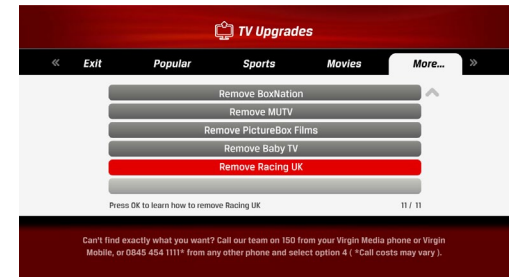 TV Upgrades
« Exit Popular Sports Movies More... »
Remove BoxNation
Remove MUTV
Remove PictureBox Films
Remove Baby TV
Remove Racing UK
Press OK to learn how to remove Racing UK 11 / 11
Can't find exactly what you want? Call our team on 150 from your Virgin Media phone or Virgin
Mobile, or 0845 454 1111* from any other phone and select option 4 ( *Call costs may vary ).